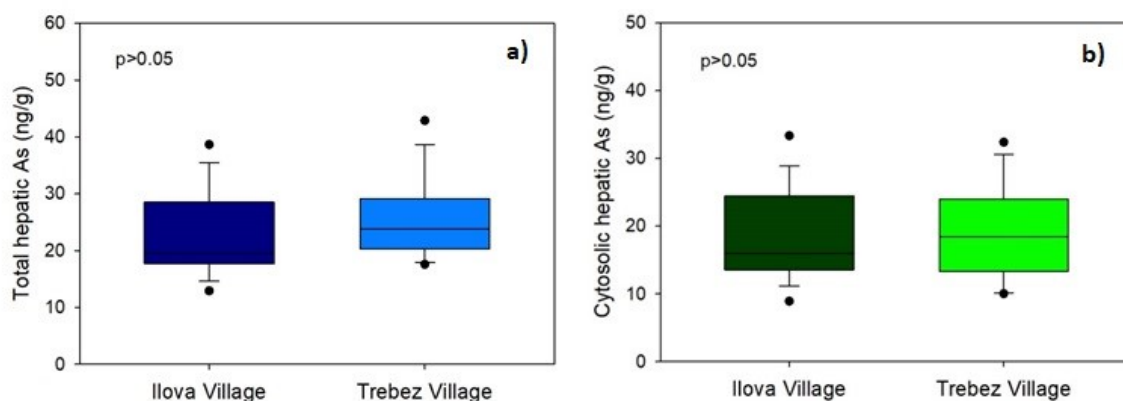 a)
p>0.05
Total hepatic As (ng/g)
60
50
40
30
20
10
0
Ilova Village
Trebez Village
b)
p>0.05
Cytosolic hepatic As (ng/g)
50
40
30
20
10
0
Ilova Village
Trebez Village